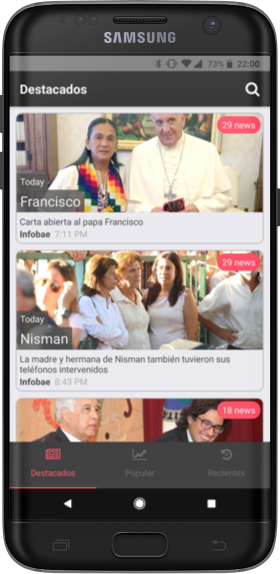 SAMSUNG
73% 22:00
Destacados
29 news
Today
Francisco
Carta abierta al papa Francisco
Infobae 7:11 PM
29 news
Today
Nisman
La madre y hermana de Nisman también tuvieron sus
teléfonos intervenidos
Infobae 8:43 PM
18 news
Destacados
Popular
Recientes